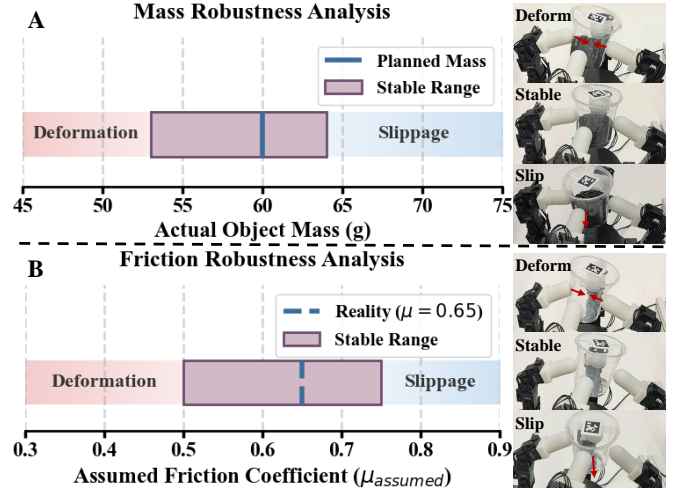 A
Mass Robustness Analysis
Planned Mass
Stable Range
Deformation
Slippage
45 50 55 60 65 70 75
Actual Object Mass (g)
Deform
Stable
Slip
B
Friction Robustness Analysis
Reality (μ = 0.65)
Stable Range
Deformation
Slippage
0.3 0.4 0.5 0.6 0.7 0.8 0.9
Assumed Friction Coefficient (μassumed)
Deform
Stable
Slip